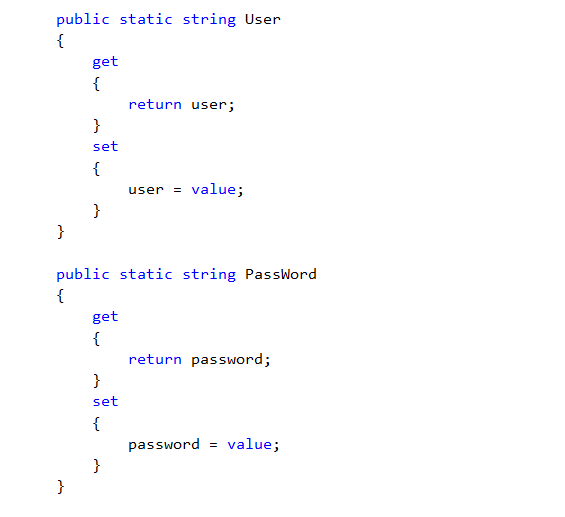 public static string User
{
get
{
return user;
}
set
{
user = value;
}
}
public static string PassWord
{
get
{
return password;
}
set
{
password = value;
}
}